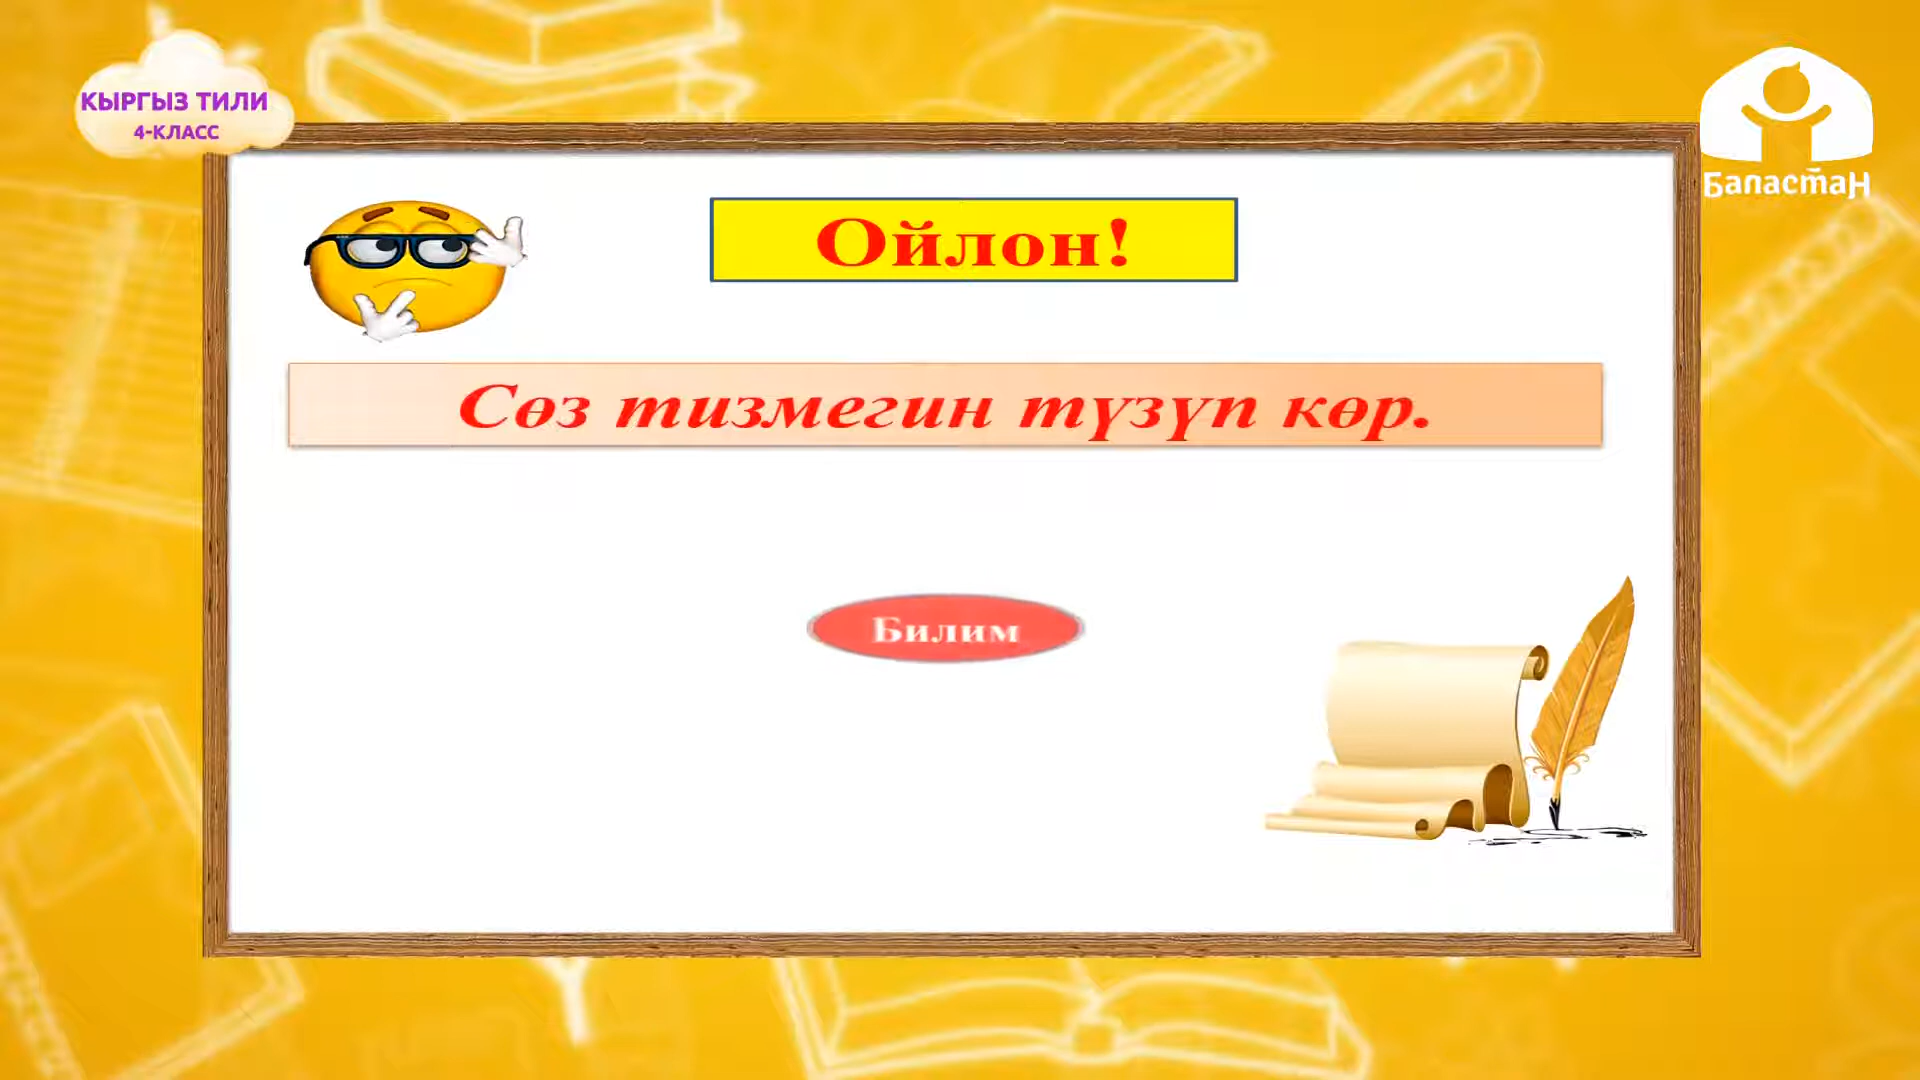 КЫРГЫЗ ТИЛИ
4-КЛАСС
Баластан
Ойлон!
Сөз тизмегин түзүп көр.
Билим